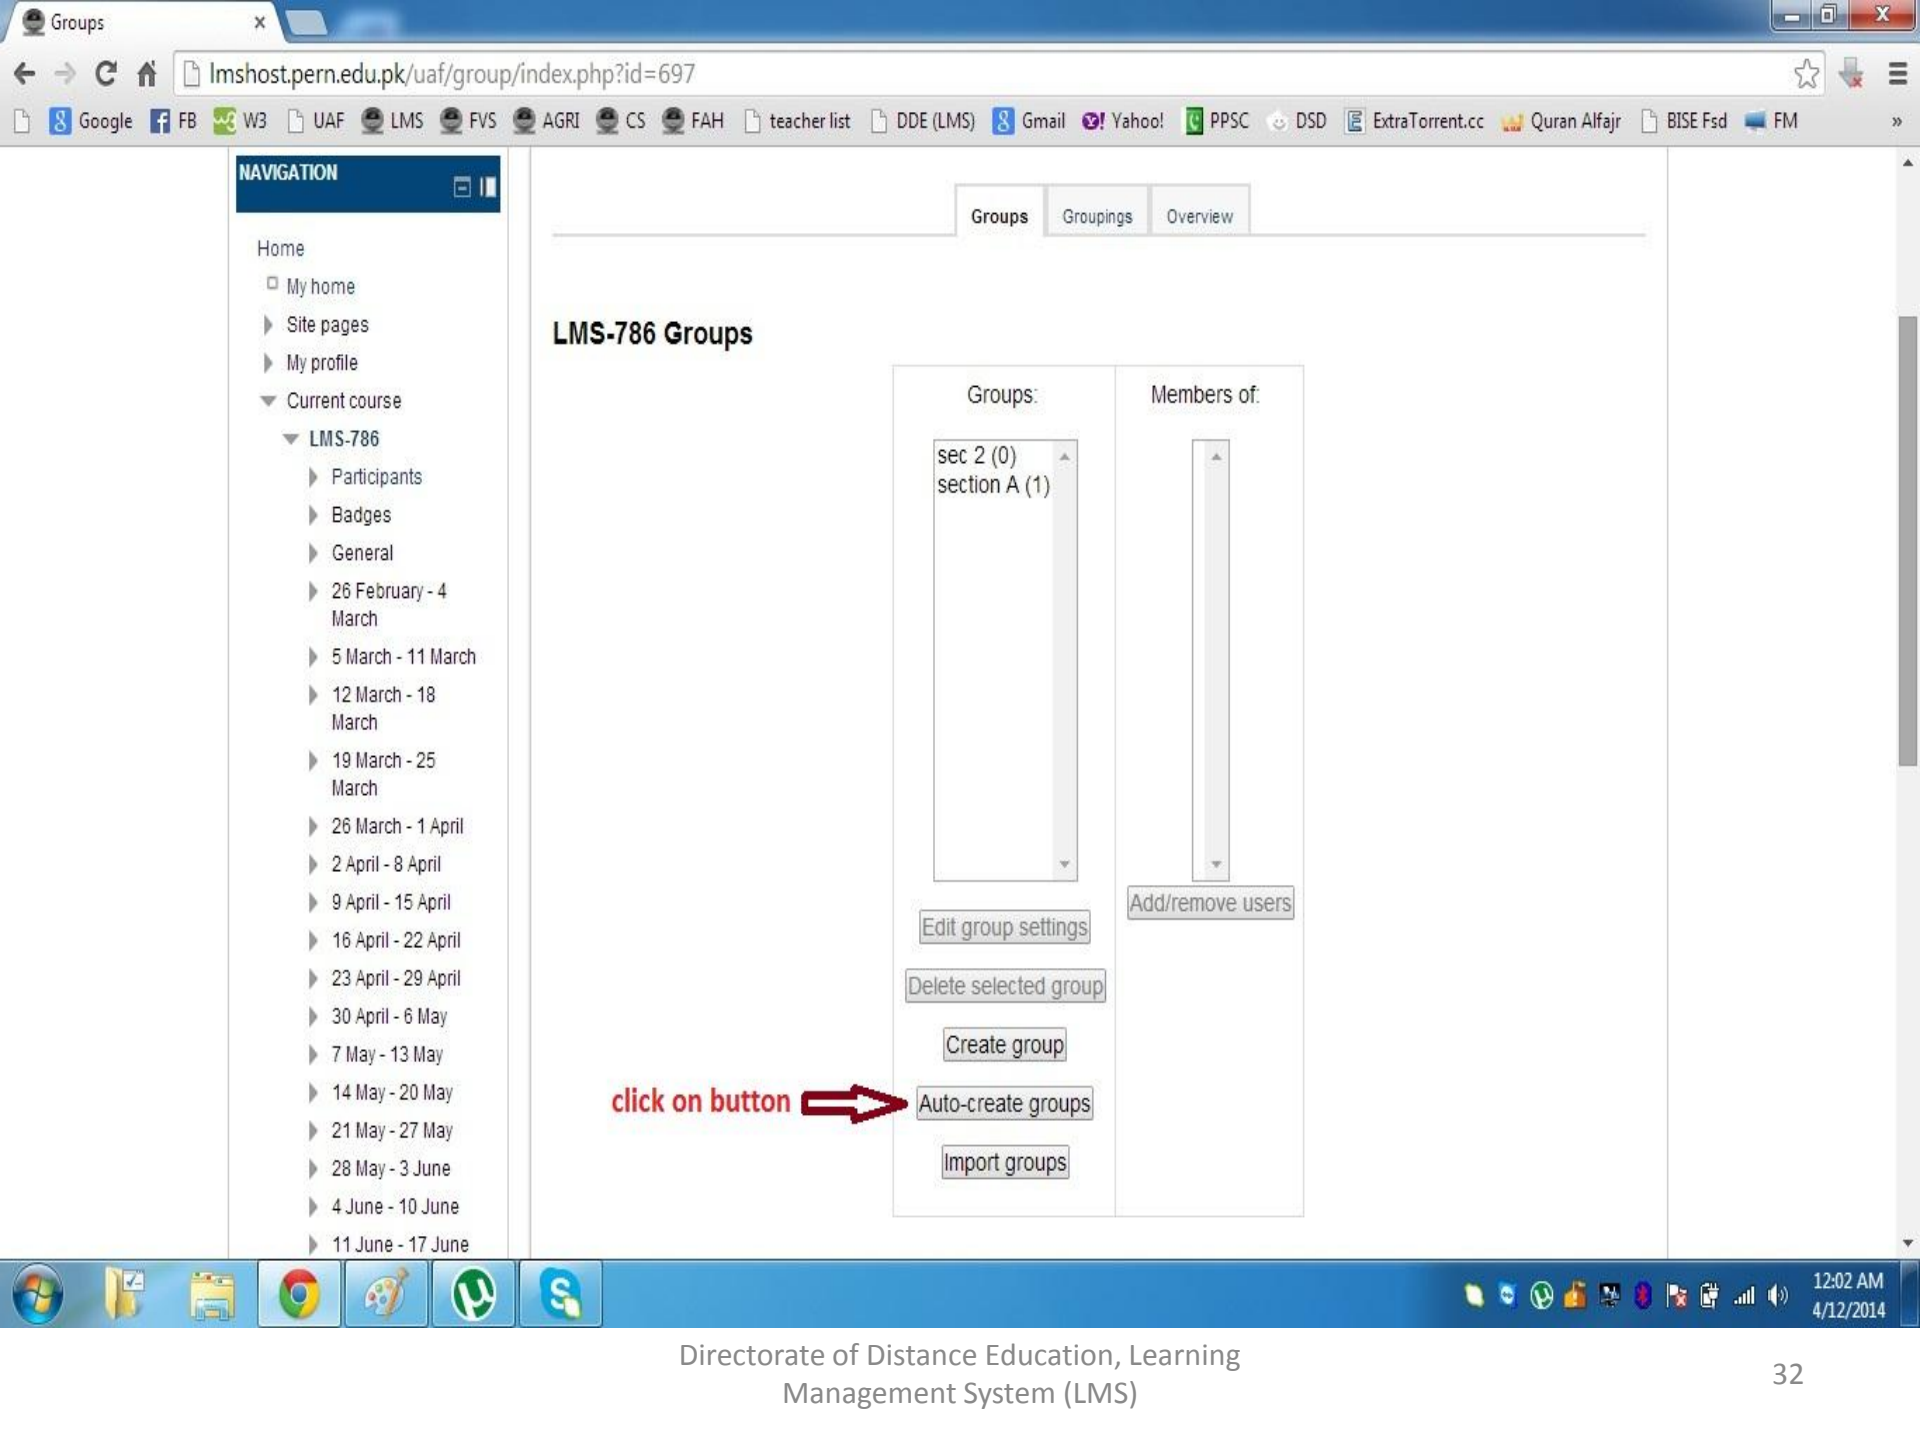 Groups
lmshost.pern.edu.pk/uaf/group/index.php?id=697
Google FB W3 UAF LMS FVS AGRI CS FAH teacher list DDE (LMS) Gmail Yahoo! PPSC DSD ExtraTorrent.cc Quran Alfajr BISE Fsd FM »
NAVIGATION
Home
My home
Site pages
My profile
Current course
LMS-786
Participants
Badges
General
26 February - 4
March
5 March - 11 March
12 March - 18
March
19 March - 25
March
26 March - 1 April
2 April - 8 April
9 April - 15 April
16 April - 22 April
23 April - 29 April
30 April - 6 May
7 May - 13 May
14 May - 20 May
21 May - 27 May
28 May - 3 June
4 June - 10 June
11 June - 17 June
Groups Groupings Overview
LMS-786 Groups
Groups: Members of:
sec 2 (0)
section A (1)
Add/remove users
Edit group settings
Delete selected group
Create group
click on button Auto-create groups
Import groups
12:02 AM
4/12/2014
Directorate of Distance Education, Learning
Management System (LMS)
32